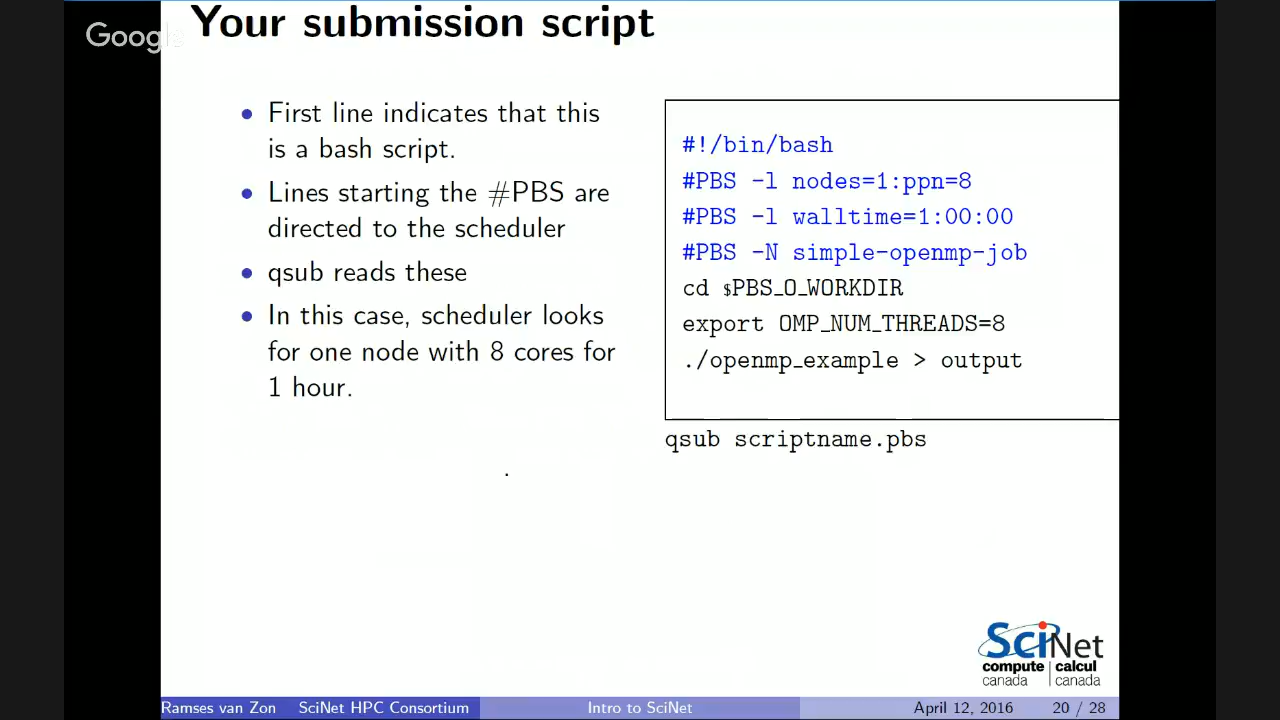 Your submission script
Google
First line indicates that this
is a bash script.
Lines starting the #PBS are
directed to the scheduler
qsub reads these
In this case, scheduler looks
for one node with 8 cores for
1 hour.
#!/bin/bash
#PBS -l nodes=1:ppn=8
#PBS -l walltime=1:00:00
#PBS -N simple-openmp-job
cd $PBS_O_WORKDIR
export OMP_NUM_THREADS=8
./openmp_example > output
qsub scriptname.pbs
SciNet
compute | calcul
canada | canada
Ramses van Zon SciNet HPC Consortium Intro to SciNet April 12, 2016 20 / 28